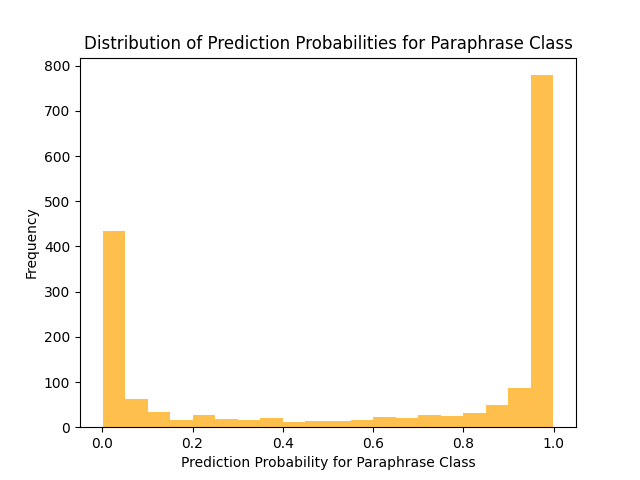 Distribution of Prediction Probabilities for Paraphrase Class
800
700
600
500
400
300
200
100
0
Frequency
0.0 0.2 0.4 0.6 0.8 1.0
Prediction Probability for Paraphrase Class